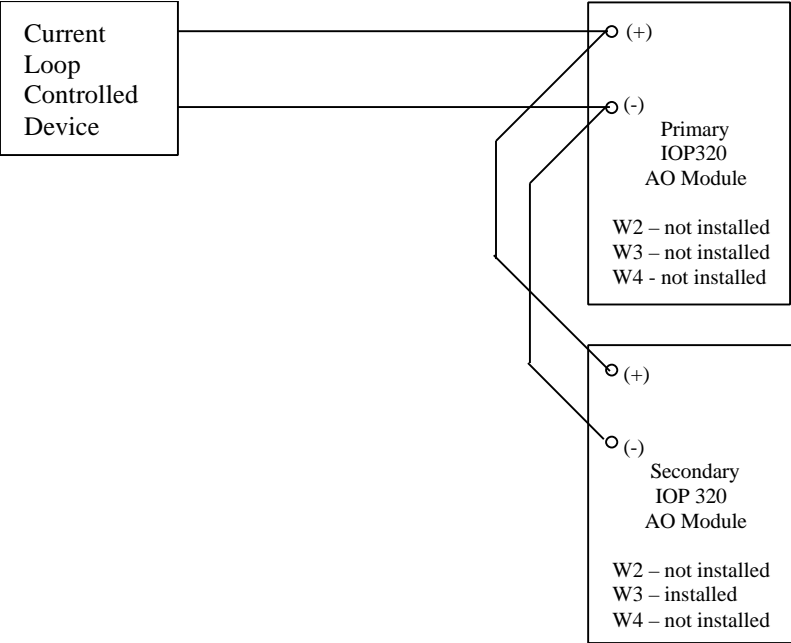 Current
Loop
Controlled
Device
(+)
(-)
Primary
IOP320
AO Module
W2 – not installed
W3 – not installed
W4 - not installed
(+)
(-)
Secondary
IOP 320
AO Module
W2 – not installed
W3 – installed
W4 – not installed